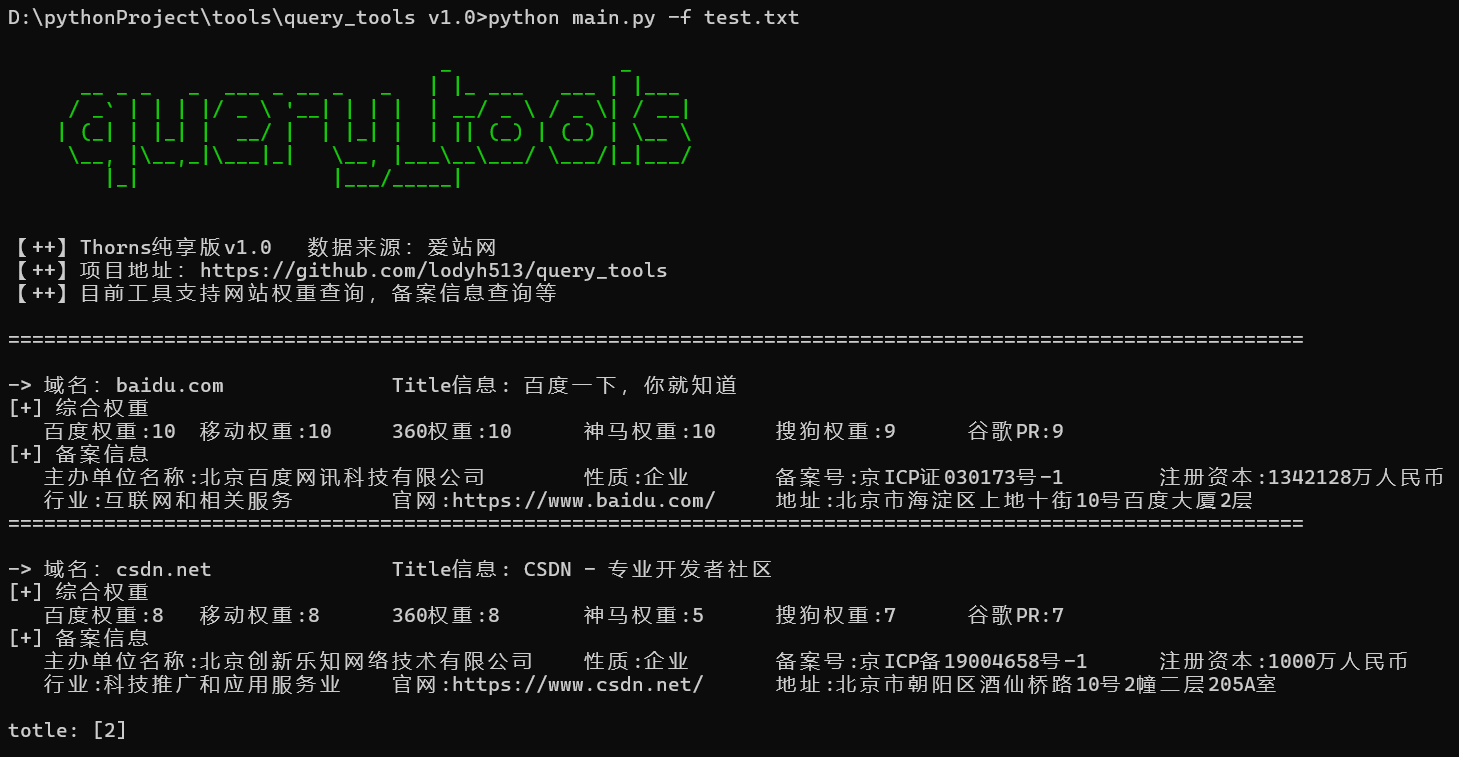 D:\pythonProject\tools\query_tools v1.0>python main.py -f test.txt
query_tools
【++】Thorns纯享版v1.0 数据来源: 爱站网
【++】项目地址: https://github.com/lodyh513/query_tools
【++】目前工具支持网站权重查询, 备案信息查询等
============================================================================================================
-> 域名: baidu.com Title信息: 百度一下, 你就知道
[+] 综合权重
百度权重:10 移动权重:10 360权重:10 神马权重:10 搜狗权重:9 谷歌PR:9
[+] 备案信息
主办单位名称:北京百度网讯科技有限公司 性质:企业 备案号:京ICP证030173号-1 注册资本:1342128万人民币
行业:互联网和相关服务 官网:https://www.baidu.com/ 地址:北京市海淀区上地十街10号百度大厦2层
============================================================================================================
-> 域名: csdn.net Title信息: CSDN - 专业开发者社区
[+] 综合权重
百度权重:8 移动权重:8 360权重:8 神马权重:5 搜狗权重:7 谷歌PR:7
[+] 备案信息
主办单位名称:北京创新乐知网络技术有限公司 性质:企业 备案号:京ICP备19004658号-1 注册资本:1000万人民币
行业:科技推广和应用服务业 官网:https://www.csdn.net/ 地址:北京市朝阳区酒仙桥路10号2幢二层205A室
totle: [2]